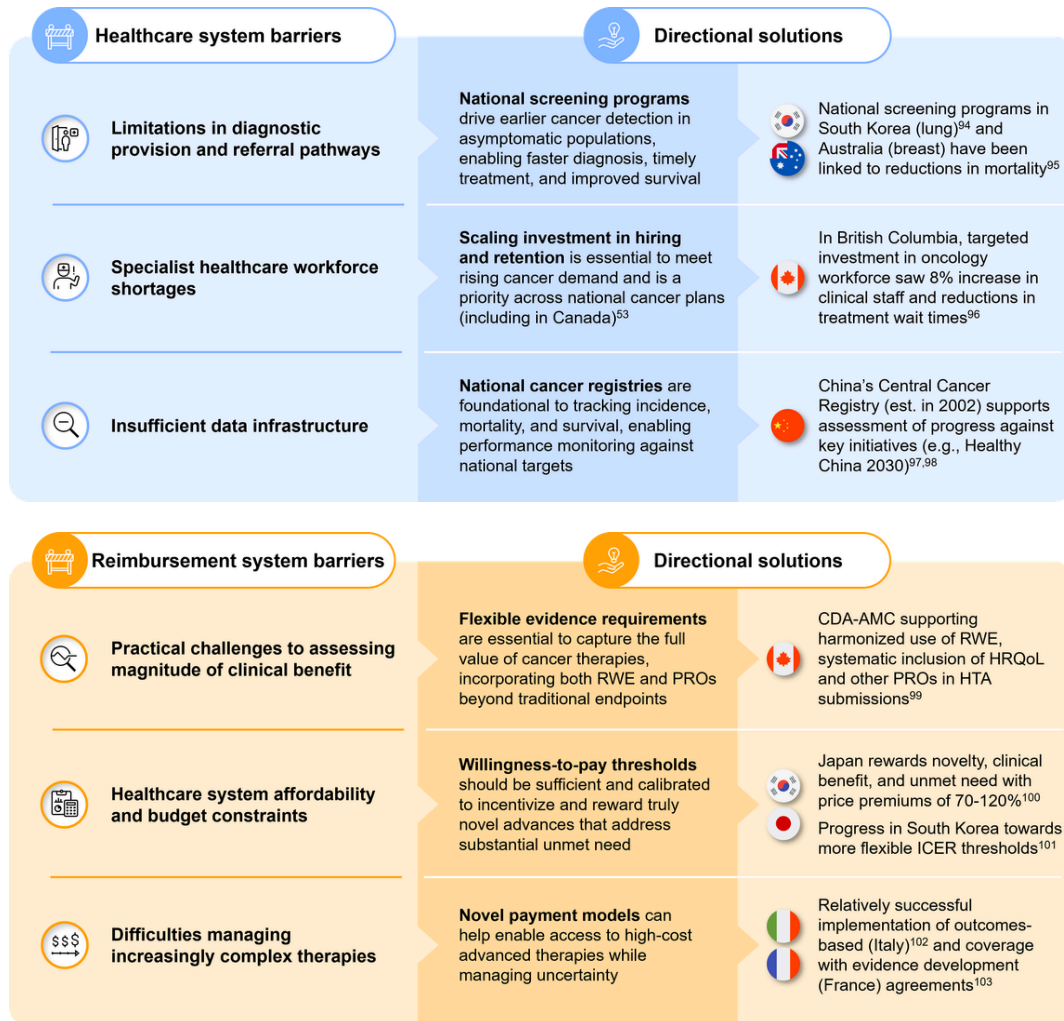 Healthcare system barriers
Directional solutions
Limitations in diagnostic
provision and referral pathways
National screening programs
drive earlier cancer detection in
asymptomatic populations,
enabling faster diagnosis, timely
treatment, and improved survival
National screening programs in
South Korea (lung)94 and
Australia (breast) have been
linked to reductions in mortality95
Specialist healthcare workforce
shortages
Scaling investment in hiring
and retention is essential to meet
rising cancer demand and is a
priority across national cancer plans
(including in Canada)53
In British Columbia, targeted
investment in oncology
workforce saw 8% increase in
clinical staff and reductions in
treatment wait times96
Insufficient data infrastructure
National cancer registries are
foundational to tracking incidence,
mortality, and survival, enabling
performance monitoring against
national targets
China's Central Cancer
Registry (est. in 2002) supports
assessment of progress against
key initiatives (e.g., Healthy
China 2030)97,98
Reimbursement system barriers
Directional solutions
Practical challenges to assessing
magnitude of clinical benefit
Flexible evidence requirements
are essential to capture the full
value of cancer therapies,
incorporating both RWE and PROs
beyond traditional endpoints
CDA-AMC supporting
harmonized use of RWE,
systematic inclusion of HRQoL
and other PROs in HTA
submissions99
Healthcare system affordability
and budget constraints
Willingness-to-pay thresholds
should be sufficient and calibrated
to incentivize and reward truly
novel advances that address
substantial unmet need
Japan rewards novelty, clinical
benefit, and unmet need with
price premiums of 70-120%100
Progress in South Korea towards
more flexible ICER thresholds101
$$$
Difficulties managing
increasingly complex therapies
Novel payment models can
help enable access to high-cost
advanced therapies while
managing uncertainty
Relatively successful
implementation of outcomes-
based (Italy)102 and coverage
with evidence development
(France) agreements103